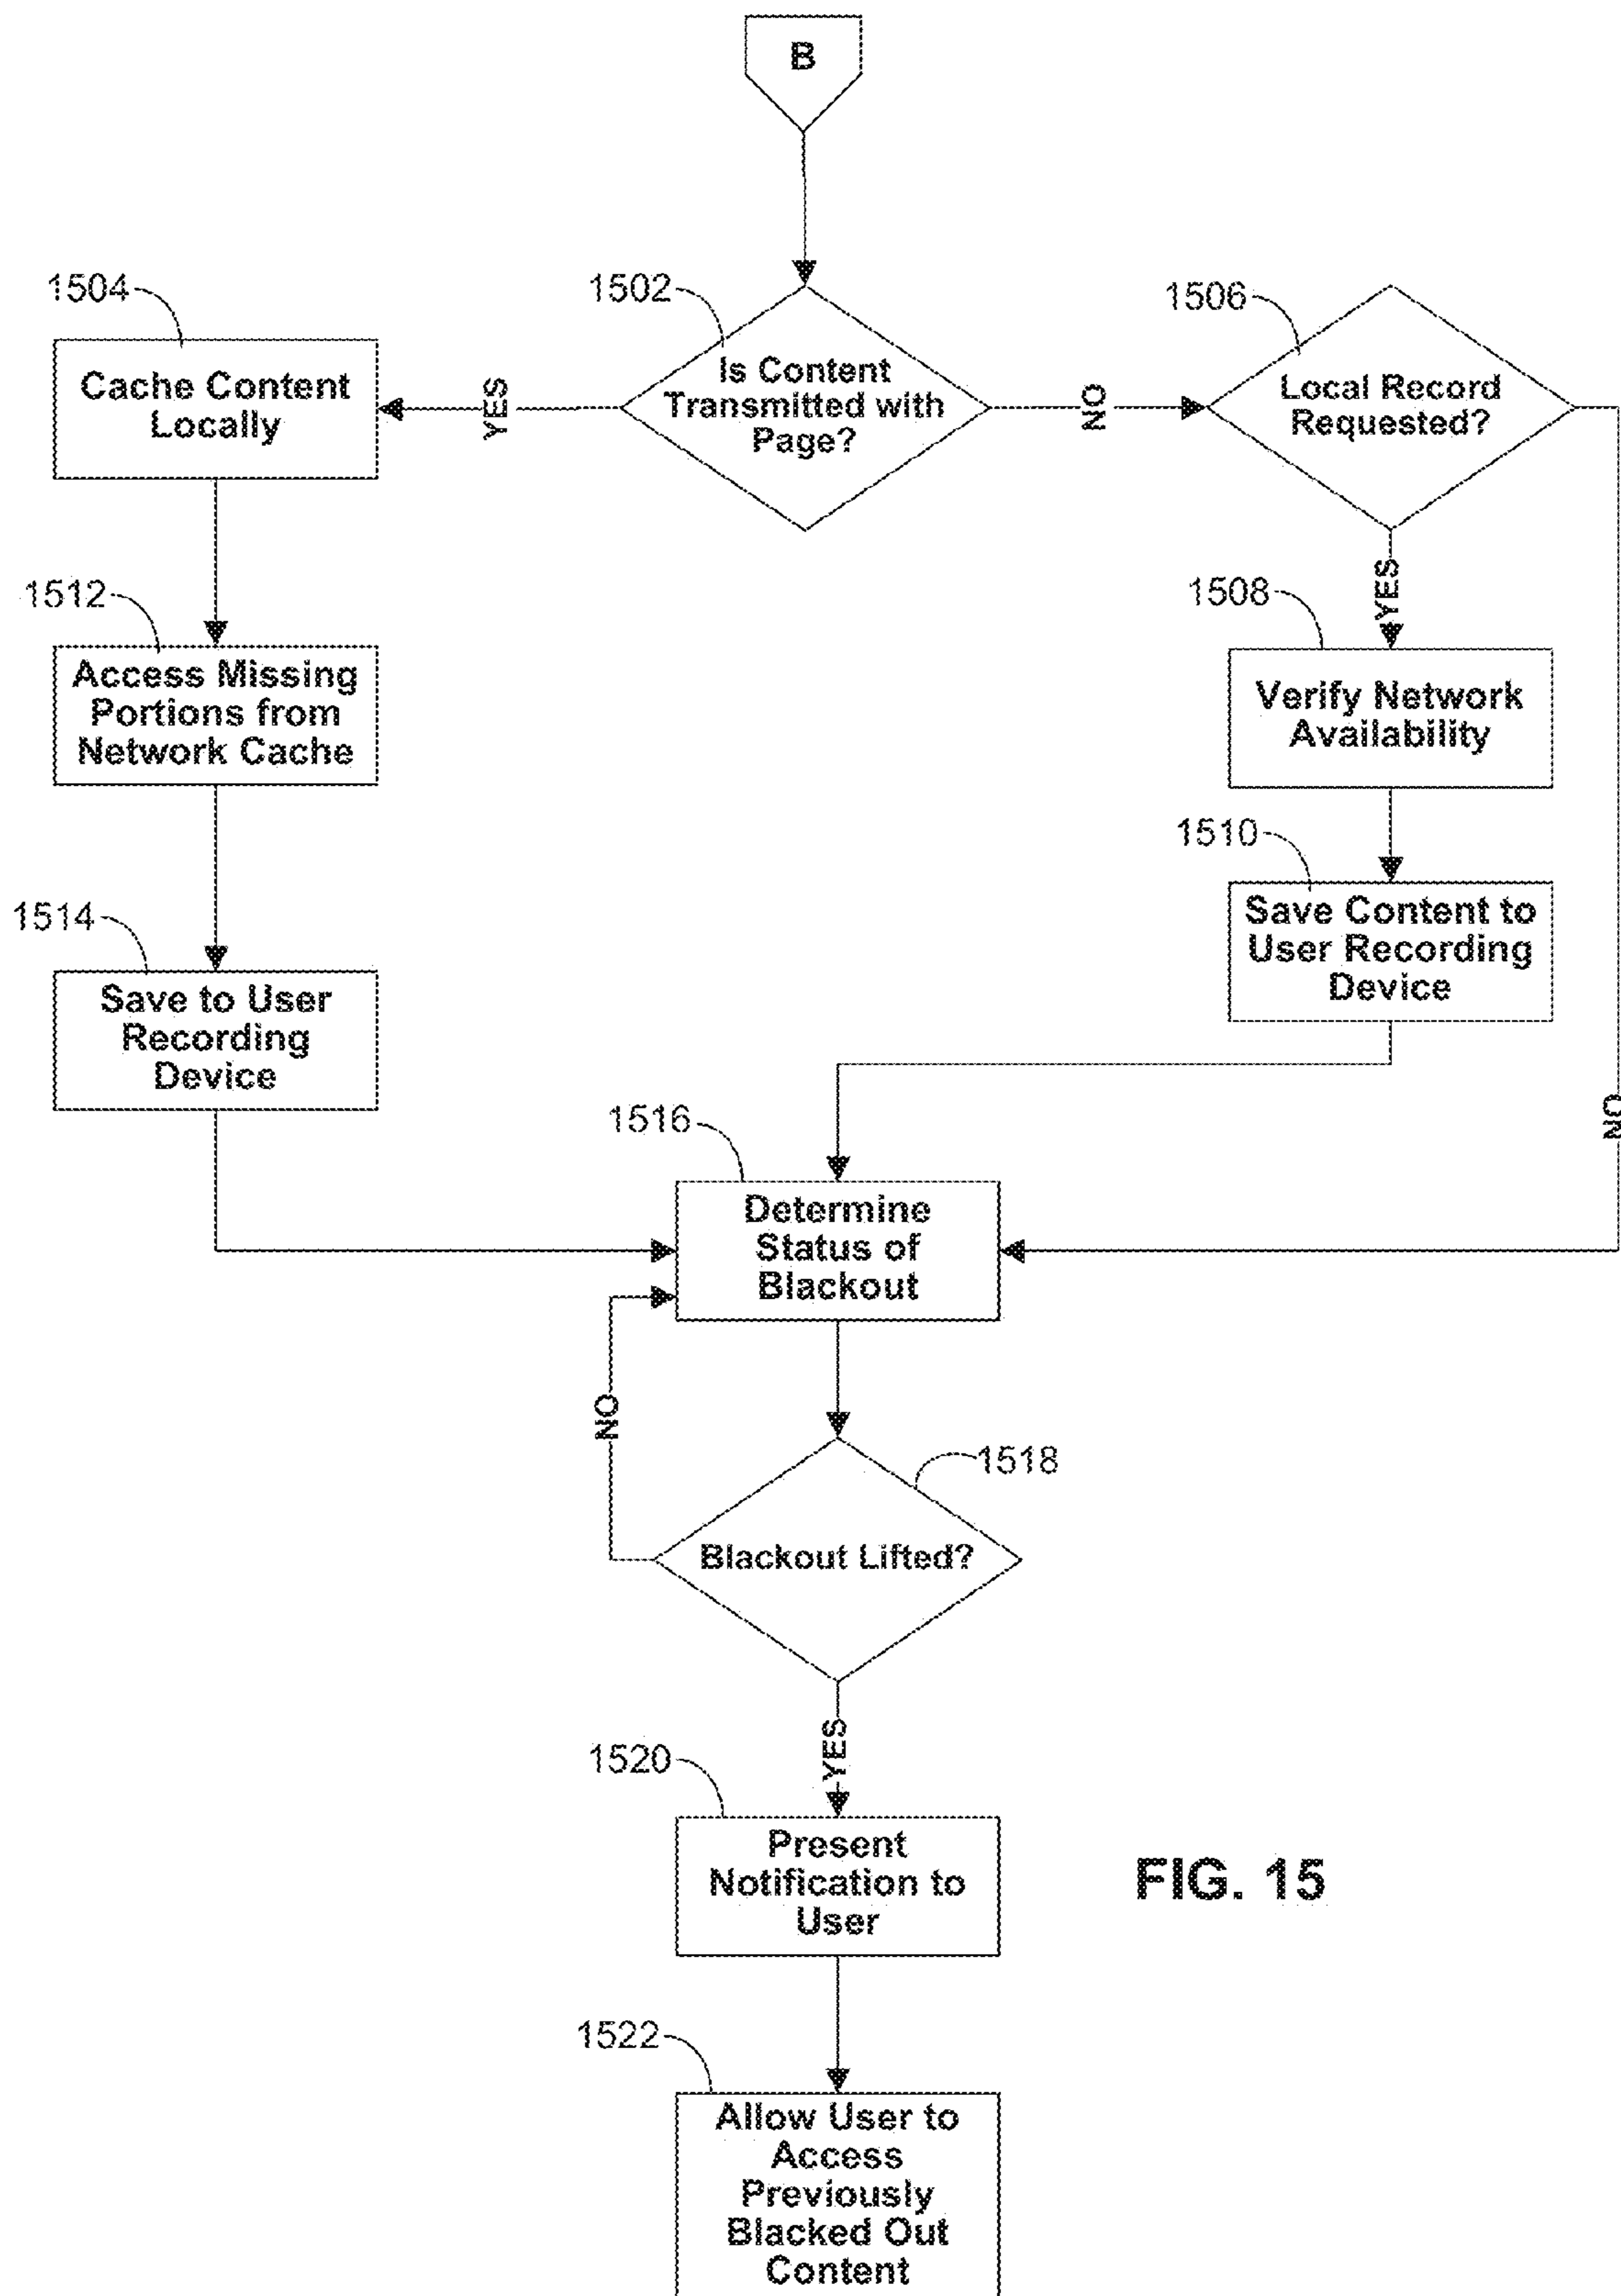 B
1504
1502
1506
Cache Content
Locally
YES
Is Content
Transmitted with
Page?
NO
Local Record
Requested?
1512
Access Missing
Portions from
Network Cache
YES
1508
Verify Network
Availability
1510
Save Content to
User Recording
Device
1514
Save to User
Recording
Device
NO
1516
Determine
Status of
Blackout
NO
1518
Blackout Lifted?
YES
1520
Present
Notification to
User
FIG. 15
1522
Allow User to
Access
Previously
Blacked Out
Content